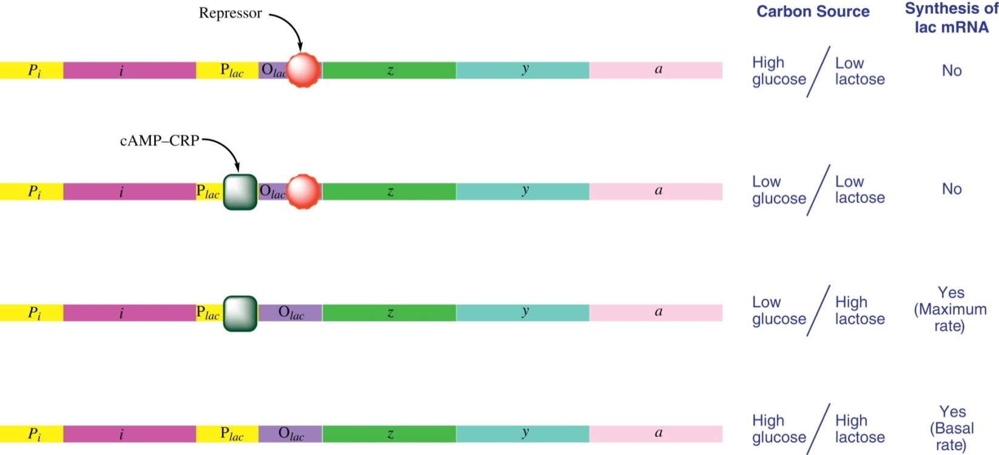 Carbon Source
Synthesis of
lac mRNA
Repressor
Pi i Plac Olac z y a
High
glucose / Low
lactose
No
cAMP–CRP
Pi i Plac Olac z y a
Low
glucose / Low
lactose
No
Pi i Plac Olac z y a
Low
glucose / High
lactose
Yes
(Maximum
rate)
Pi i Plac Olac z y a
High
glucose / High
lactose
Yes
(Basal
rate)